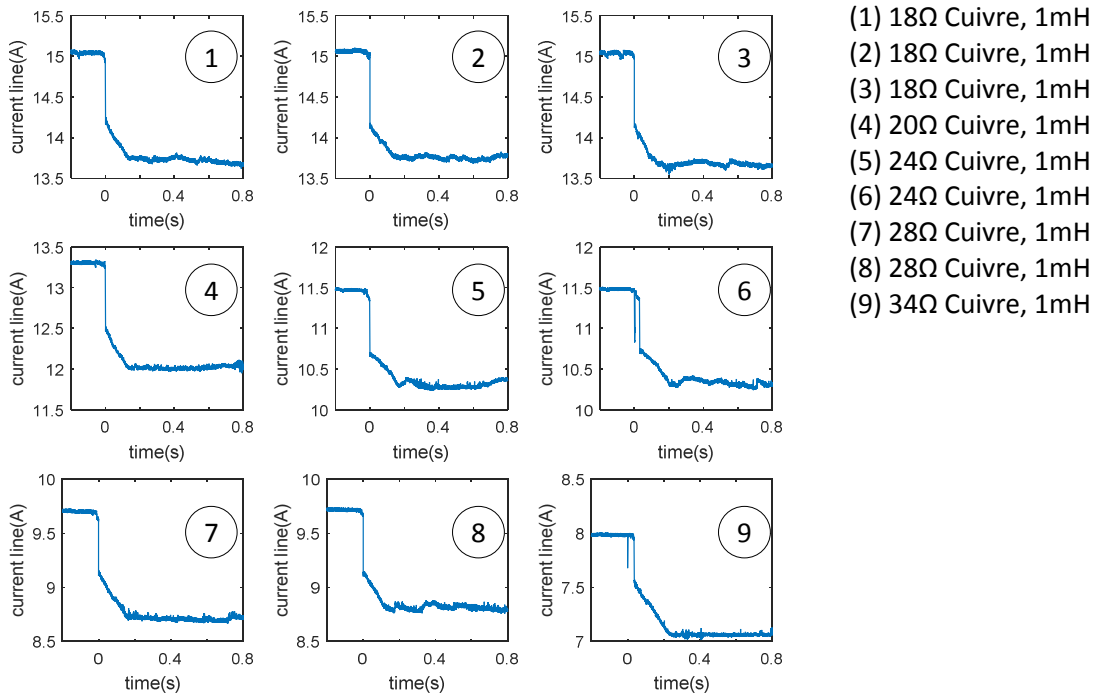 15.5
15
14.5
14
13.5
current line(A)
0 0.4 0.8
time(s)
1
15.5
15
14.5
14
13.5
current line(A)
0 0.4 0.8
time(s)
2
15.5
15
14.5
14
13.5
current line(A)
0 0.4 0.8
time(s)
3
13.5
13
12.5
12
11.5
current line(A)
0 0.4 0.8
time(s)
4
12
11.5
11
10.5
10
current line(A)
0 0.4 0.8
time(s)
5
12
11.5
11
10.5
10
current line(A)
0 0.4 0.8
time(s)
6
10
9.5
9
8.5
current line(A)
0 0.4 0.8
time(s)
7
10
9.5
9
8.5
current line(A)
0 0.4 0.8
time(s)
8
8.5
8
7.5
7
current line(A)
0 0.4 0.8
time(s)
9
(1) 18Ω Cuivre, 1mH
(2) 18Ω Cuivre, 1mH
(3) 18Ω Cuivre, 1mH
(4) 20Ω Cuivre, 1mH
(5) 24Ω Cuivre, 1mH
(6) 24Ω Cuivre, 1mH
(7) 28Ω Cuivre, 1mH
(8) 28Ω Cuivre, 1mH
(9) 34Ω Cuivre, 1mH